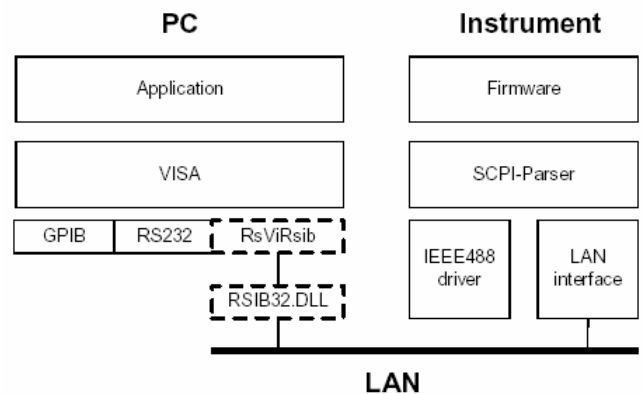 PC
Instrument
Application
Firmware
VISA
SCPI-Parser
GPIB
RS232
RsViRsib
IEEE488
driver
LAN
interface
RSIB32.DLL
LAN